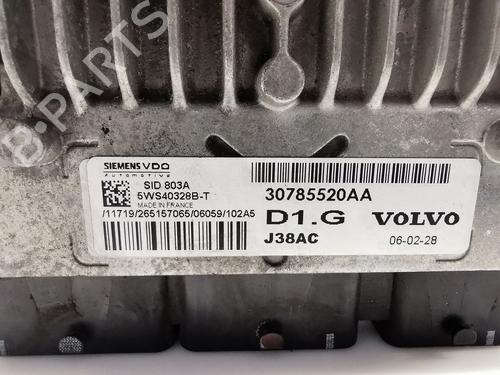 B-PARTS
SIEMENS VDO
Automotive
SID 803A
5WS40328B-T
MADE IN FRANCE
/11719/265157065/06059/102A5
30785520AA
D1.G VOLVO
J38AC 06-02-28